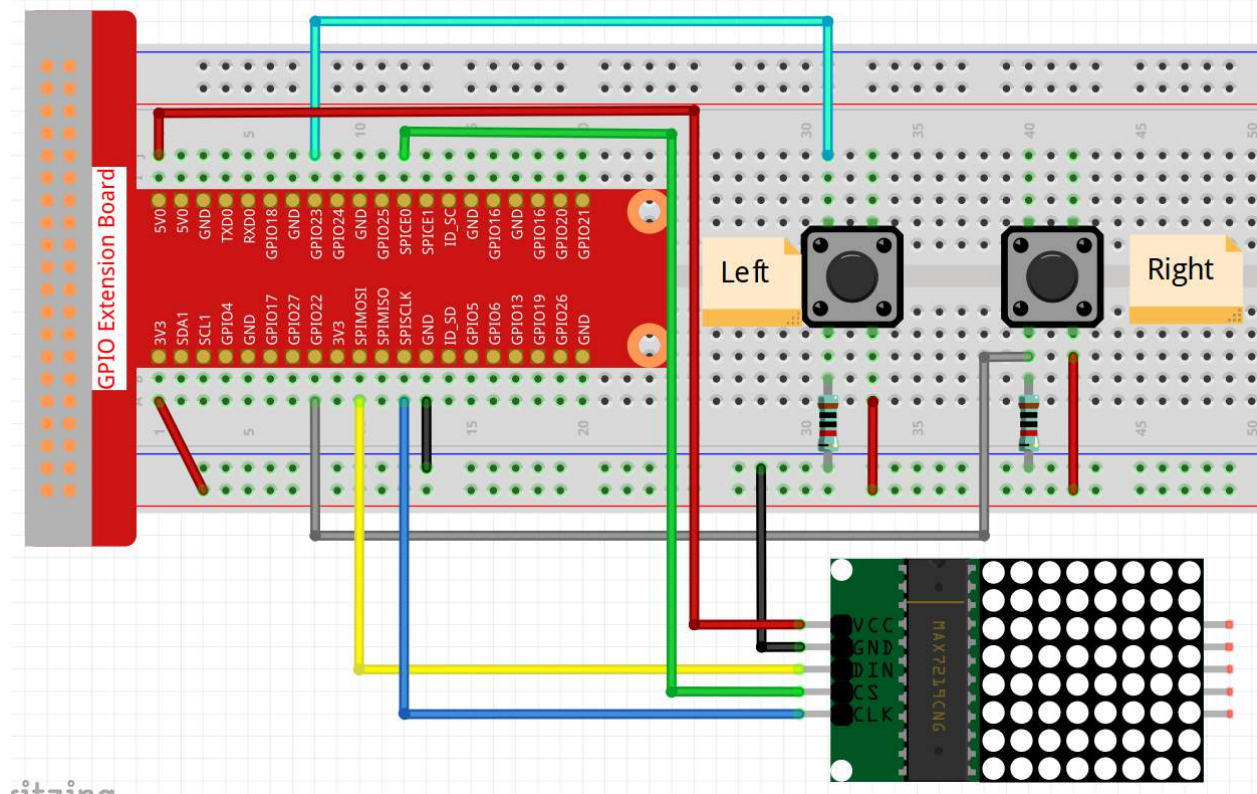 5 10 0 30 35 40 45 50
J
I
5V0 5V0 GND TXD0 RXD0 GPIO18 GND GPIO23 GPIO24 GND GPIO25 SPICE0 SPICE1 ID_SC GND GPIO16 GND GPIO16 GPIO20 GPIO21
GPIO Extension Board
Left
Right
3V3 SDA1 SCL1 GPIO4 GND GPIO17 GPIO27 GPIO22 3V3 SPIMOSI SPIMISO SPISCLK GND ID_SD GPIO5 GPIO6 GPIO13 GPIO19 GPIO26 GND
B
A
1 5 15 20 30 35 40 45 50
VCC
GND
DIN
CS
CLK
MAX7219CNG